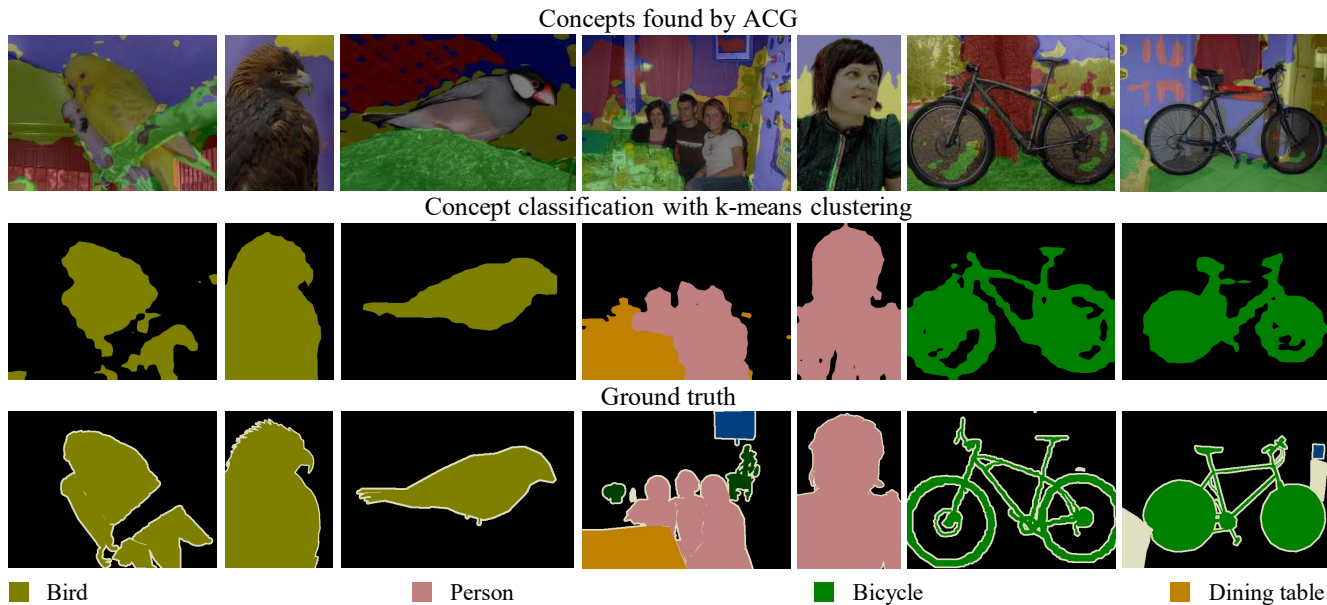 Concepts found by ACG
Concept classification with k-means clustering
Ground truth
Bird Person Bicycle Dining table